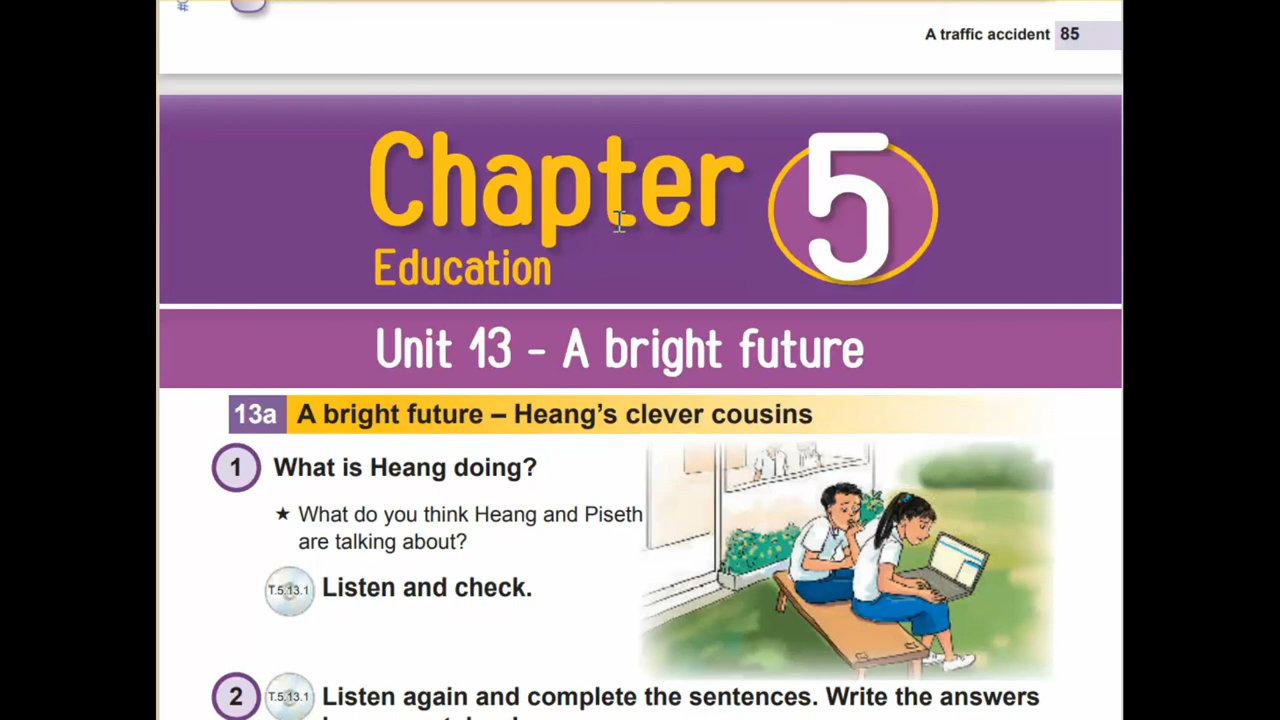 A traffic accident 85
Chapter 5
Education
Unit 13 - A bright future
13a A bright future – Heang's clever cousins
1 What is Heang doing?
★ What do you think Heang and Piseth
are talking about?
T.5.13.1 Listen and check.
2 T.5.13.1 Listen again and complete the sentences. Write the answers